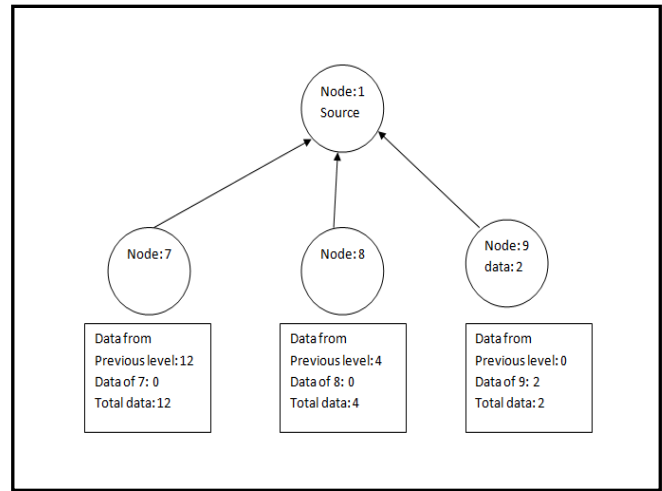 Node:1
Source
Node:7
Node:8
Node:9
data:2
Data from
Previous level:12
Data of 7: 0
Total data:12
Data from
Previous level:4
Data of 8: 0
Total data:4
Data from
Previous level:0
Data of 9: 2
Total data:2